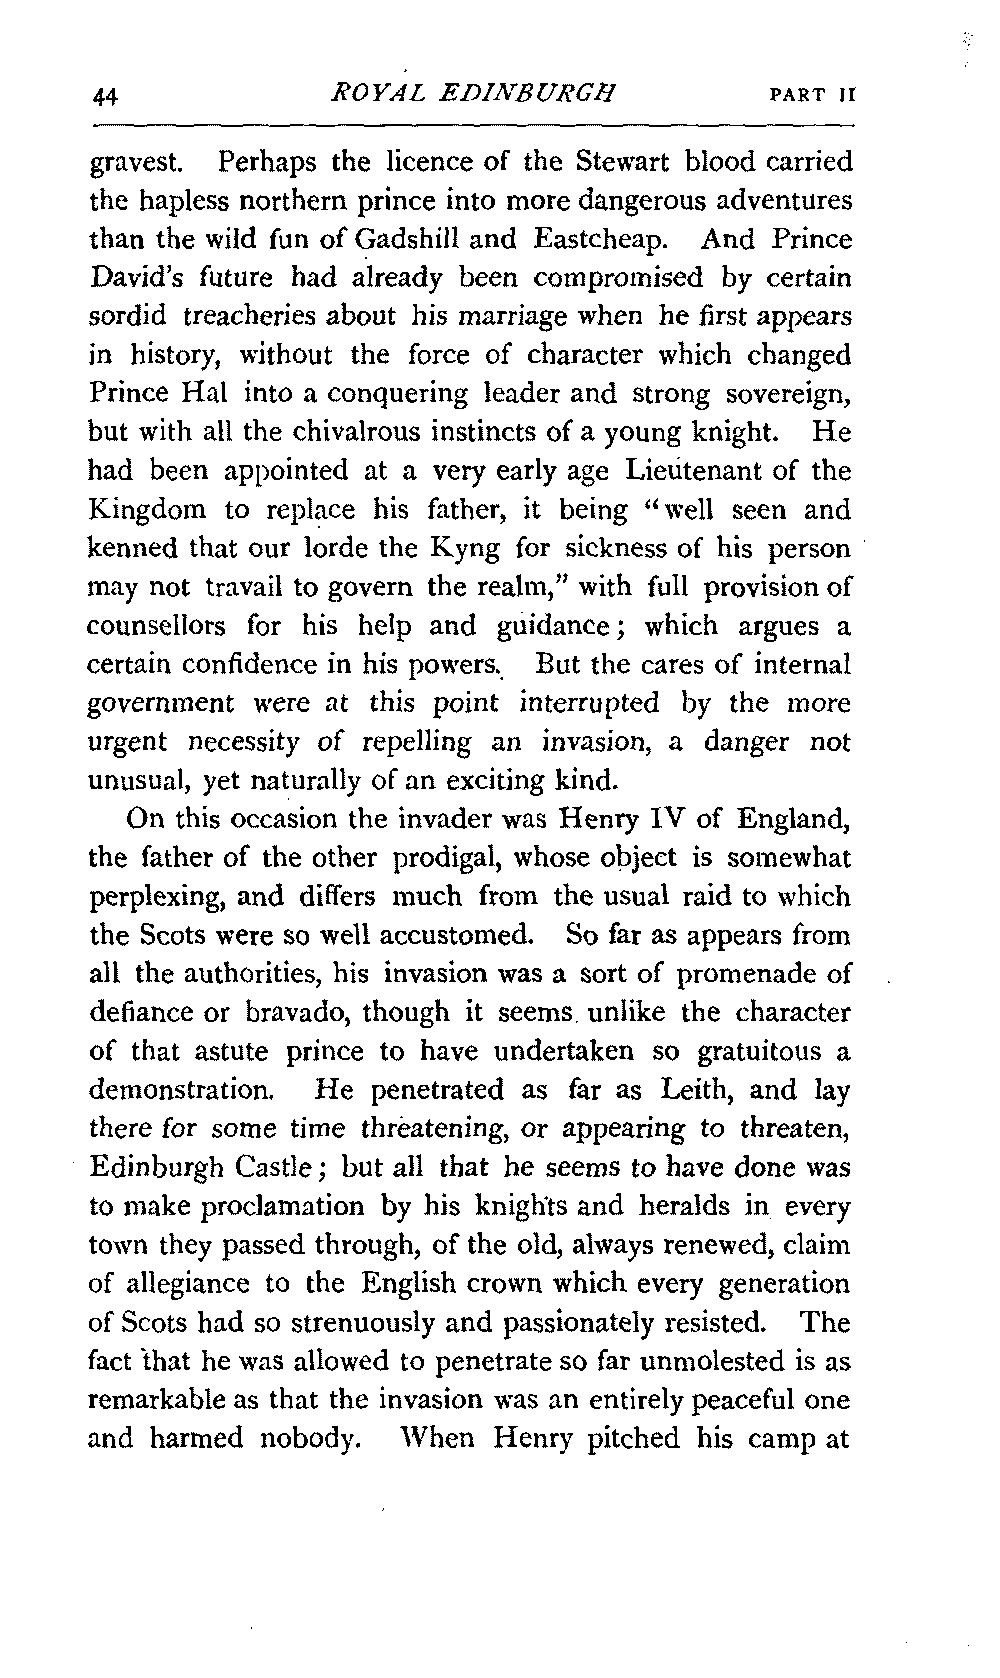 44 ROYAL EDINBURGH PART II
gravest. Perhaps the licence of the Stewart blood carried
the hapless northern prince into more dangerous adventures
than the wild fun of Gadshill and Eastcheap. And Prince
David's future had already been compromised by certain
sordid treacheries about his marriage when he first appears
in history, without the force of character which changed
Prince Hal into a conquering leader and strong sovereign,
but with all the chivalrous instincts of a young knight. He
had been appointed at a very early age Lieutenant of the
Kingdom to replace his father, it being "well seen and
kenned that our lorde the Kyng for sickness of his person
may not travail to govern the realm," with full provision of
counsellors for his help and guidance; which argues a
certain confidence in his powers. But the cares of internal
government were at this point interrupted by the more
urgent necessity of repelling an invasion, a danger not
unusual, yet naturally of an exciting kind.
On this occasion the invader was Henry IV of England,
the father of the other prodigal, whose object is somewhat
perplexing, and differs much from the usual raid to which
the Scots were so well accustomed. So far as appears from
all the authorities, his invasion was a sort of promenade of
defiance or bravado, though it seems unlike the character
of that astute prince to have undertaken so gratuitous a
demonstration. He penetrated as far as Leith, and lay
there for some time threatening, or appearing to threaten,
Edinburgh Castle; but all that he seems to have done was
to make proclamation by his knights and heralds in every
town they passed through, of the old, always renewed, claim
of allegiance to the English crown which every generation
of Scots had so strenuously and passionately resisted. The
fact that he was allowed to penetrate so far unmolested is as
remarkable as that the invasion was an entirely peaceful one
and harmed nobody. When Henry pitched his camp at